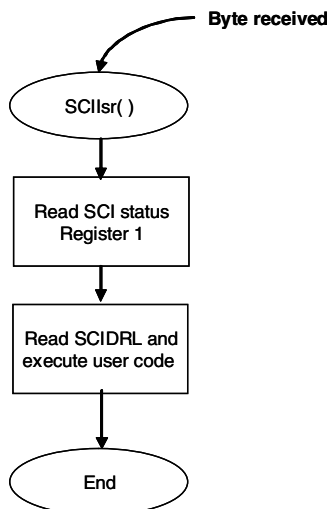 Byte received
SCIIsr( )
Read SCI status
Register 1
Read SCIDRL and
execute user code
End